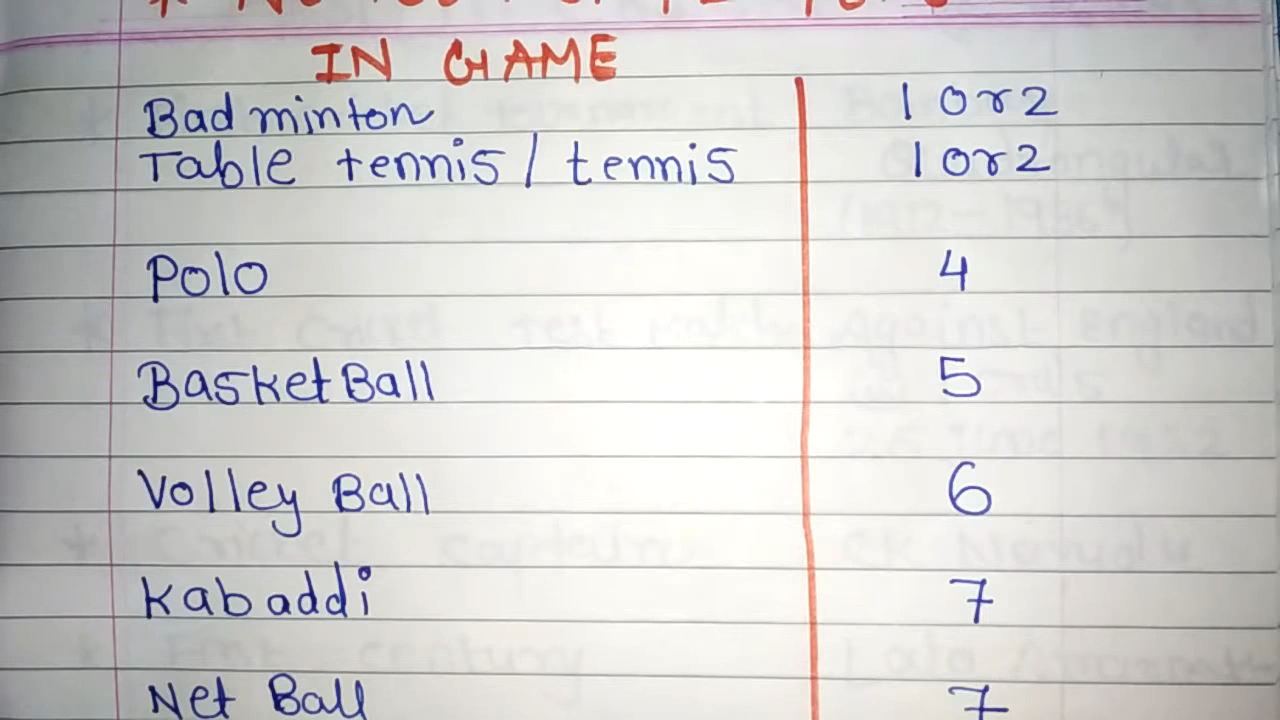 IN GAME
Badminton 1 or 2
Table tennis / tennis 1 or 2
Polo 4
BasketBall 5
Volley Ball 6
Kabaddi 7
Net Ball 7